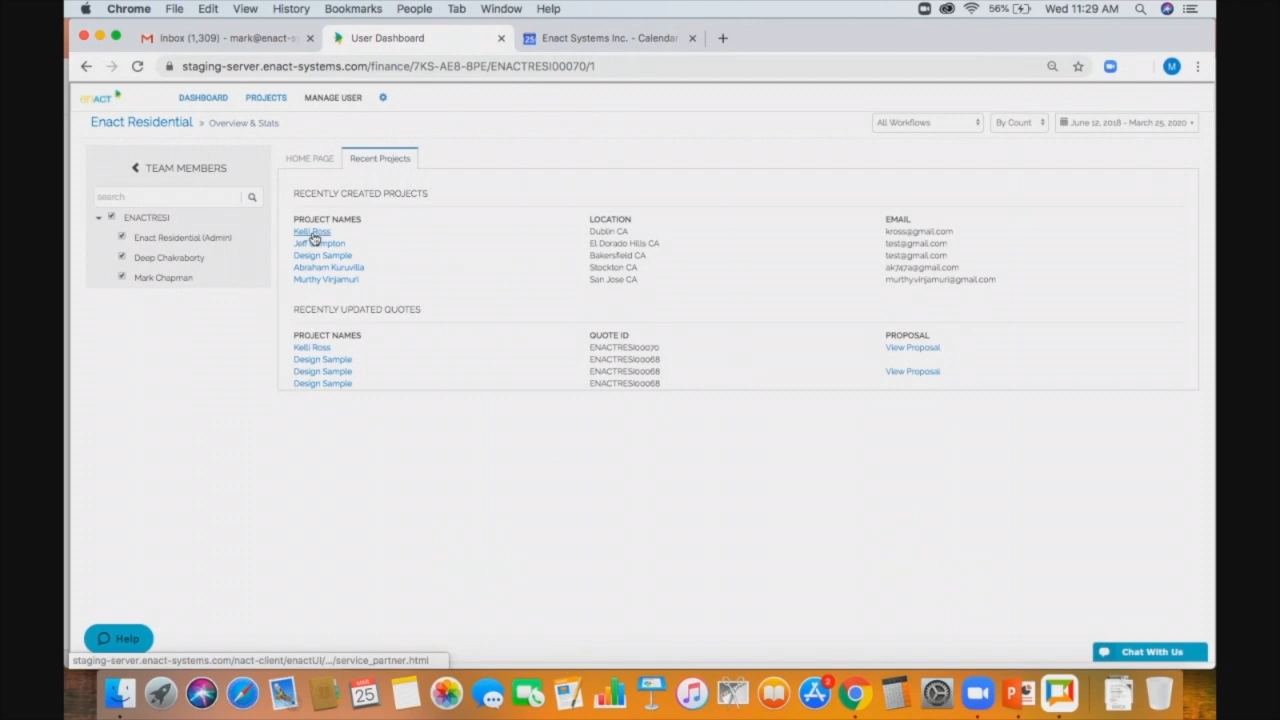 Chrome File Edit View History Bookmarks People Tab Window Help 56% Wed 11:29 AM
Inbox (1,309) - mark@enact-s User Dashboard Enact Systems Inc. - Calendar
staging-server.enact-systems.com/finance/7KS-AE8-8PE/ENACTRESI00070/1 M
enACT DASHBOARD PROJECTS MANAGE USER
Enact Residential » Overview & Stats All Workflows By Count June 12, 2018 - March 25, 2020
TEAM MEMBERS
search
ENACTRESI
Enact Residential (Admin)
Deep Chakraborty
Mark Chapman
HOME PAGE Recent Projects
RECENTLY CREATED PROJECTS
PROJECT NAMES LOCATION EMAIL
Kelli Ross Dublin CA kross@gmail.com
El Dorado Hills CA test@gmail.com
Design Sample Bakersfield CA test@gmail.com
Abraham Kuruvilla Stockton CA ak747a@gmail.com
Murthy Vinjamuri San Jose CA murthyvinjamuri@gmail.com
RECENTLY UPDATED QUOTES
PROJECT NAMES QUOTE ID PROPOSAL
Kelli Ross ENACTRESI00070 View Proposal
Design Sample ENACTRESI00068
Design Sample ENACTRESI00068 View Proposal
Design Sample ENACTRESI00068
Help
Chat With Us
staging-server.enact-systems.com/nact-client/enactUI/.../service_partner.html
MAR
25
2
P